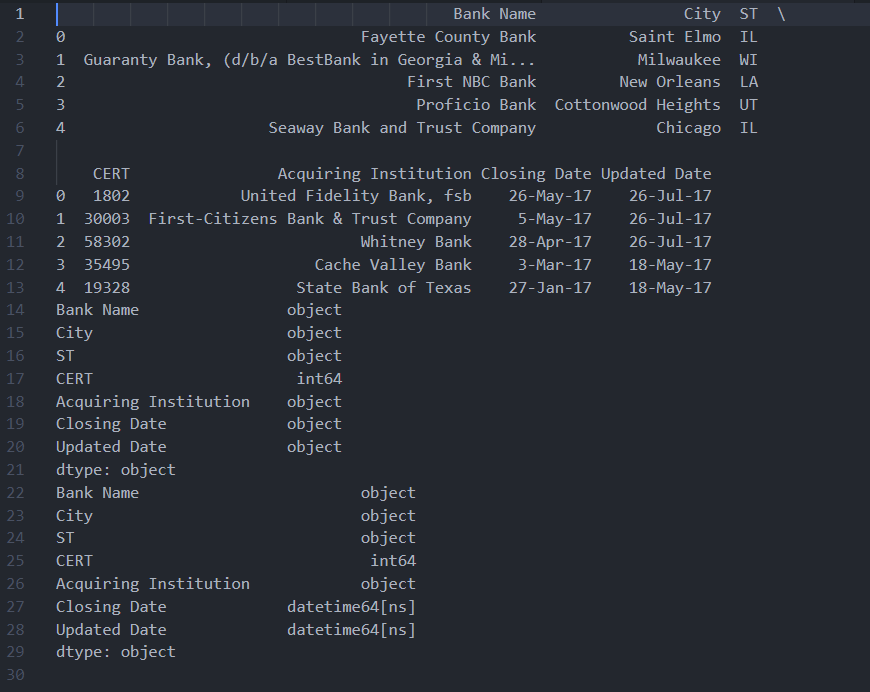 1 Bank Name City ST \
2 0 Fayette County Bank Saint Elmo IL
3 1 Guaranty Bank, (d/b/a BestBank in Georgia & Mi... Milwaukee WI
4 2 First NBC Bank New Orleans LA
5 3 Proficio Bank Cottonwood Heights UT
6 4 Seaway Bank and Trust Company Chicago IL
7
8 CERT Acquiring Institution Closing Date Updated Date
9 0 1802 United Fidelity Bank, fsb 26-May-17 26-Jul-17
10 1 30003 First-Citizens Bank & Trust Company 5-May-17 26-Jul-17
11 2 58302 Whitney Bank 28-Apr-17 26-Jul-17
12 3 35495 Cache Valley Bank 3-Mar-17 18-May-17
13 4 19328 State Bank of Texas 27-Jan-17 18-May-17
14 Bank Name object
15 City object
16 ST object
17 CERT int64
18 Acquiring Institution object
19 Closing Date object
20 Updated Date object
21 dtype: object
22 Bank Name object
23 City object
24 ST object
25 CERT int64
26 Acquiring Institution object
27 Closing Date datetime64[ns]
28 Updated Date datetime64[ns]
29 dtype: object
30